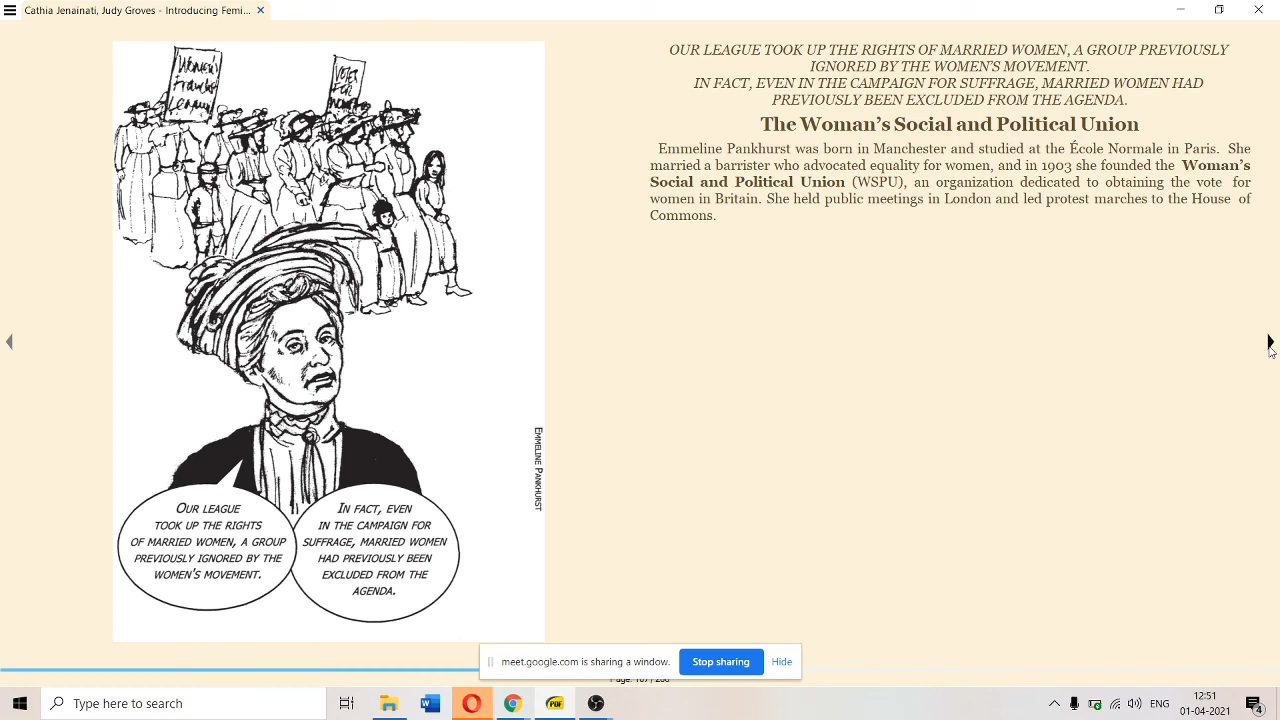 Cathia Jenainati, Judy Groves - Introducing Femi...
Women's
Franchise
League
VOTES
FOR
WOMEN
EMMELINE PANKHURST
OUR LEAGUE
TOOK UP THE RIGHTS
OF MARRIED WOMEN, A GROUP
PREVIOUSLY IGNORED BY THE
WOMEN'S MOVEMENT.
IN FACT, EVEN
IN THE CAMPAIGN FOR
SUFFRAGE, MARRIED WOMEN
HAD PREVIOUSLY BEEN
EXCLUDED FROM THE
AGENDA.
OUR LEAGUE TOOK UP THE RIGHTS OF MARRIED WOMEN, A GROUP PREVIOUSLY
IGNORED BY THE WOMEN'S MOVEMENT.
IN FACT, EVEN IN THE CAMPAIGN FOR SUFFRAGE, MARRIED WOMEN HAD
PREVIOUSLY BEEN EXCLUDED FROM THE AGENDA.
The Woman's Social and Political Union
Emmeline Pankhurst was born in Manchester and studied at the École Normale in Paris. She
married a barrister who advocated equality for women, and in 1903 she founded the Woman's
Social and Political Union (WSPU), an organization dedicated to obtaining the vote for
women in Britain. She held public meetings in London and led protest marches to the House of
Commons.
meet.google.com is sharing a window.
Stop sharing
Hide
Type here to search
PDF
ENG
12:51
01-04-2021
4